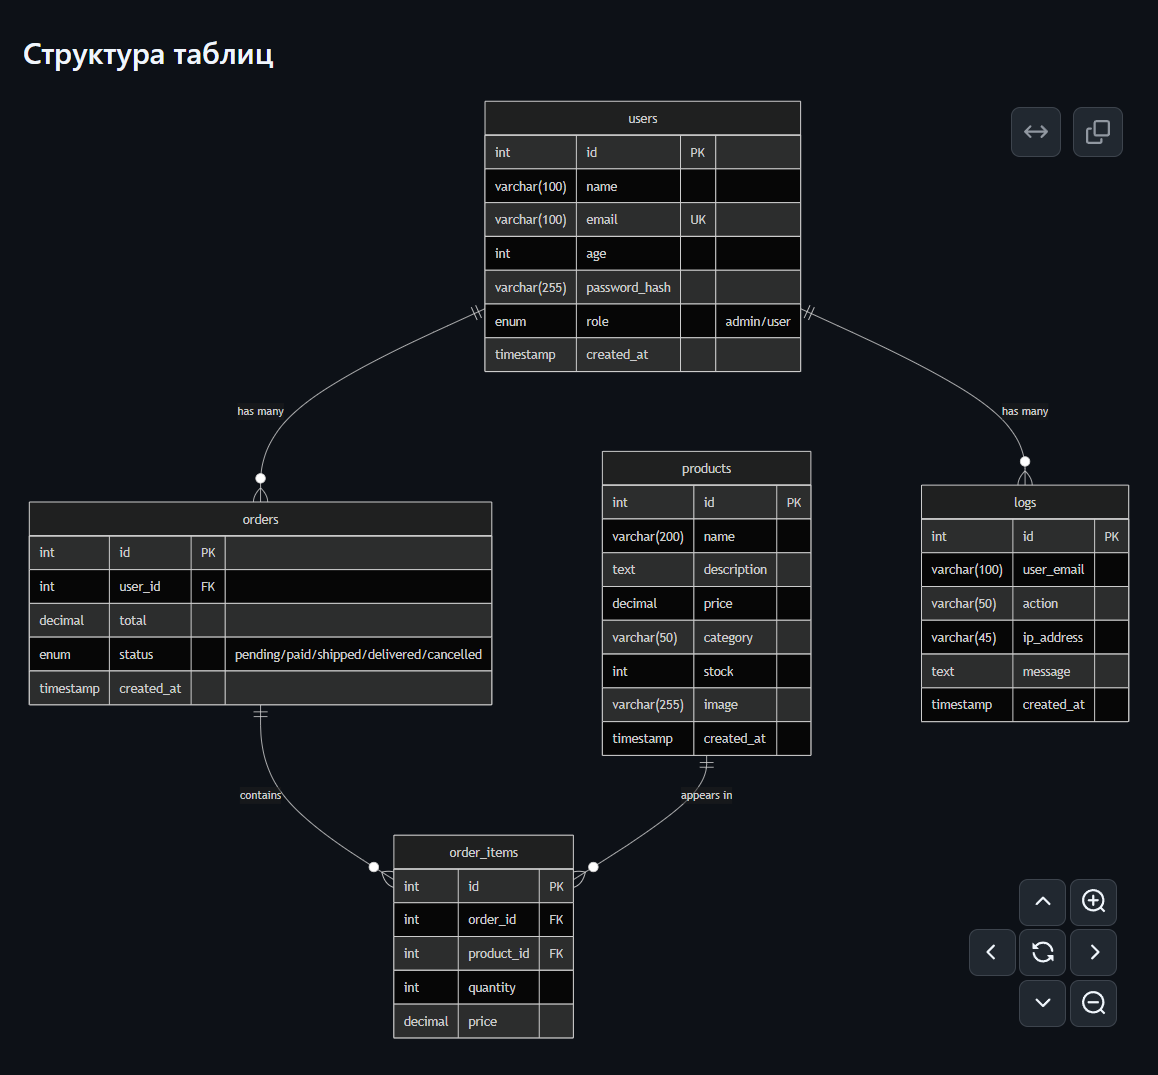 Структура таблиц
users
int id PK
varchar(100) name
varchar(100) email UK
int age
varchar(255) password_hash
enum role admin/user
timestamp created_at
has many
has many
orders
int id PK
int user_id FK
decimal total
enum status pending/paid/shipped/delivered/cancelled
timestamp created_at
products
int id PK
varchar(200) name
text description
decimal price
varchar(50) category
int stock
varchar(255) image
timestamp created_at
logs
int id PK
varchar(100) user_email
varchar(50) action
varchar(45) ip_address
text message
timestamp created_at
contains
appears in
order_items
int id PK
int order_id FK
int product_id FK
int quantity
decimal price